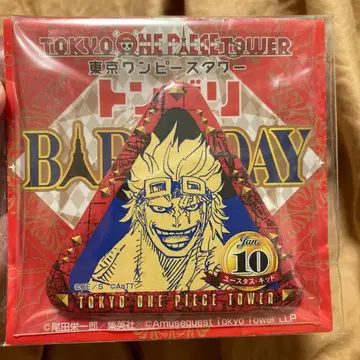 TOKYO ONE PIECE TOWER
東京ワンピースタワー
トンガリ
BIRTHDAY
Jan.
10
ユースタス・キッド
©尾/S ©AqTT
TOKYO ONE PIECE TOWER
©尾田栄一郎/集英社 ©Amusequest Tokyo Tower LLP